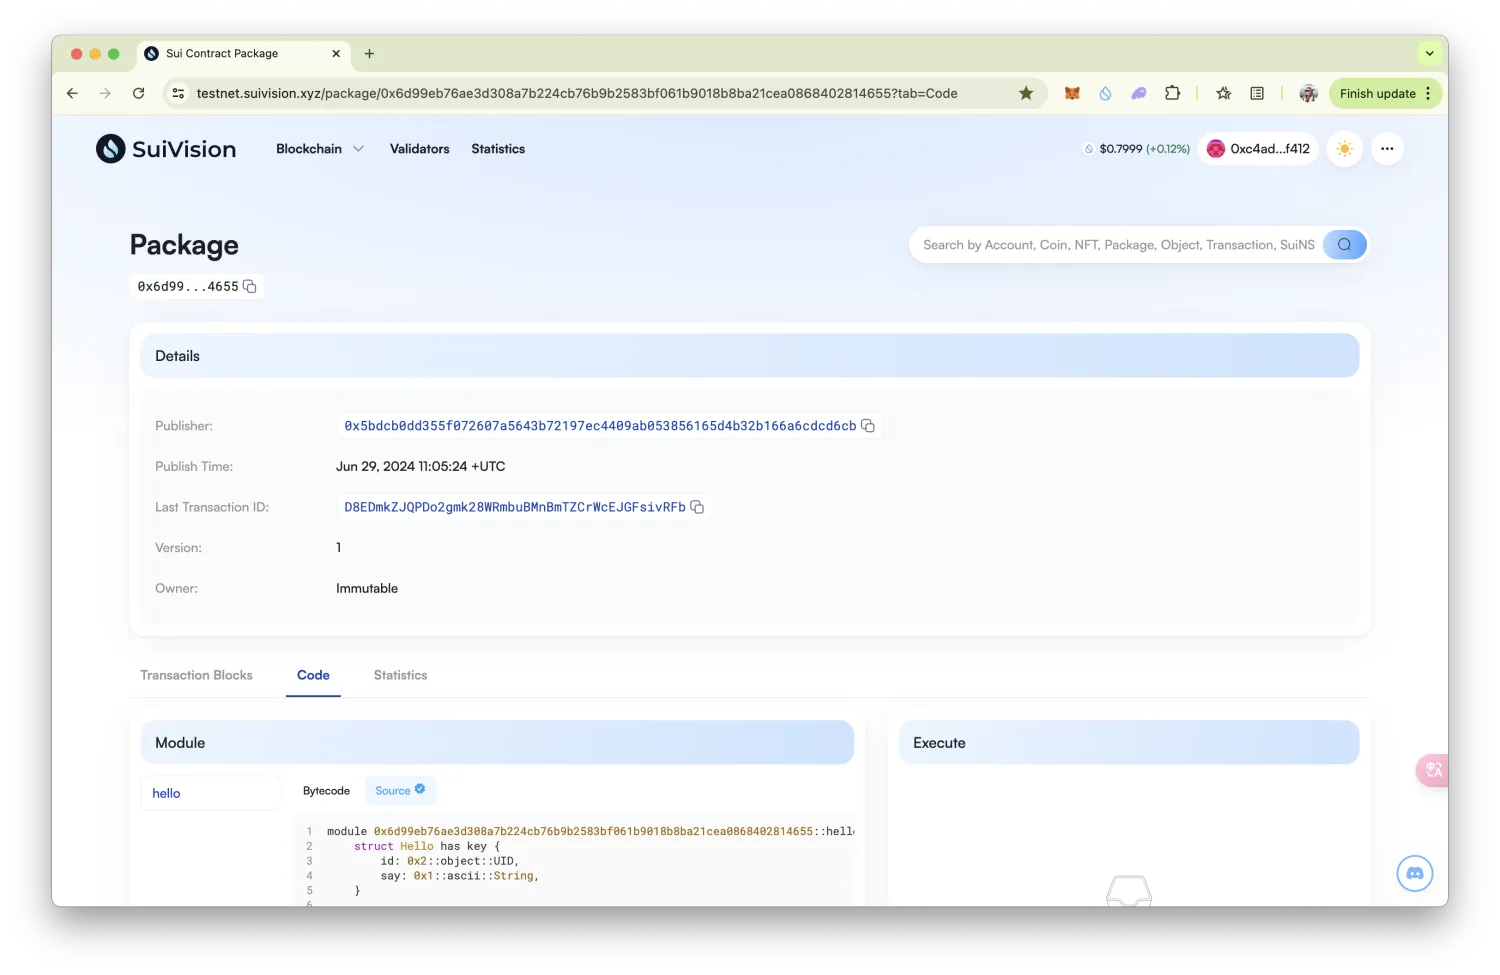 Sui Contract Package
testnet.suivision.xyz/package/0x6d99eb76ae3d308a7b224cb76b9b2583bf061b9018b8ba21cea0868402814655?tab=Code
Finish update
SuiVision
Blockchain
Validators
Statistics
$0.7999 (+0.12%)
0xc4ad...f412
Package
Search by Account, Coin, NFT, Package, Object, Transaction, SuiNS
0x6d99...4655
Details
Publisher:
0x5bdcb0dd355f072607a5643b72197ec4409ab053856165d4b32b166a6cdcd6cb
Publish Time:
Jun 29, 2024 11:05:24 +UTC
Last Transaction ID:
D8EDmkZJQPDo2gmk28WRmbuBMnBmTZCrWcEJGFsivRFb
Version:
1
Owner:
Immutable
Transaction Blocks
Code
Statistics
Module
Execute
hello
Bytecode
Source
1 module 0x6d99eb76ae3d308a7b224cb76b9b2583bf061b9018b8ba21cea0868402814655::hello
2 struct Hello has key {
3 id: 0x2::object::UID,
4 say: 0x1::ascii::String,
5 }
6
中A